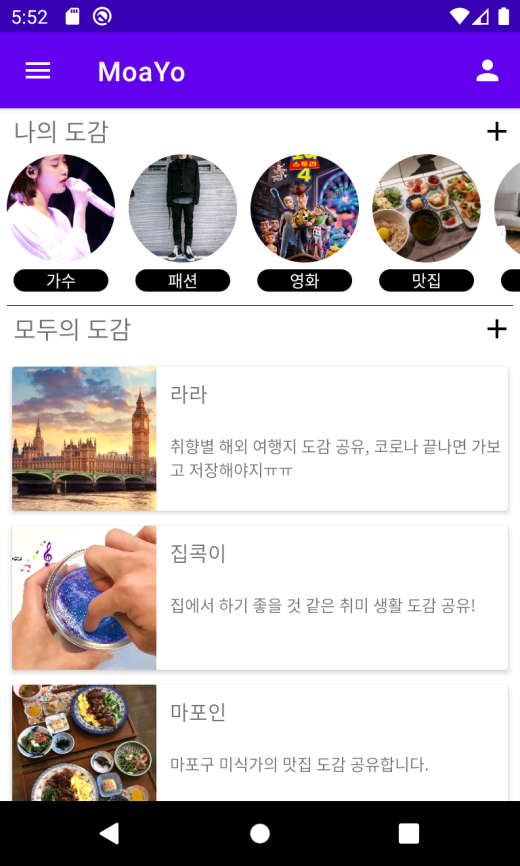 5:52
MoaYo
나의 도감
스토리
4
가수
패션
영화
맛집
모두의 도감
라라
취향별 해외 여행지 도감 공유, 코로나 끝나면 가보
고 저장해야지ㅠㅠ
집콕이
집에서 하기 좋을 것 같은 취미 생활 도감 공유!
마포인
마포구 미식가의 맛집 도감 공유합니다.